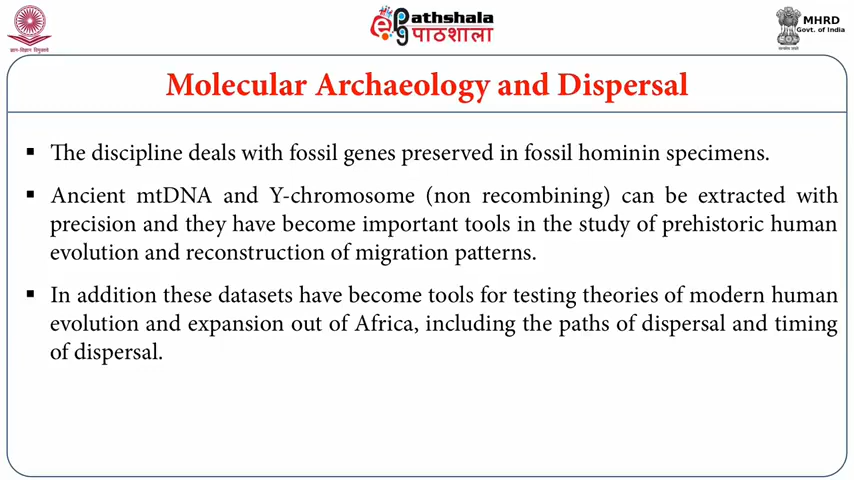 ePathshala
पाठशाला
MHRD
Govt. of India
Molecular Archaeology and Dispersal
▪ The discipline deals with fossil genes preserved in fossil hominin specimens.
▪ Ancient mtDNA and Y-chromosome (non recombining) can be extracted with
precision and they have become important tools in the study of prehistoric human
evolution and reconstruction of migration patterns.
▪ In addition these datasets have become tools for testing theories of modern human
evolution and expansion out of Africa, including the paths of dispersal and timing
of dispersal.